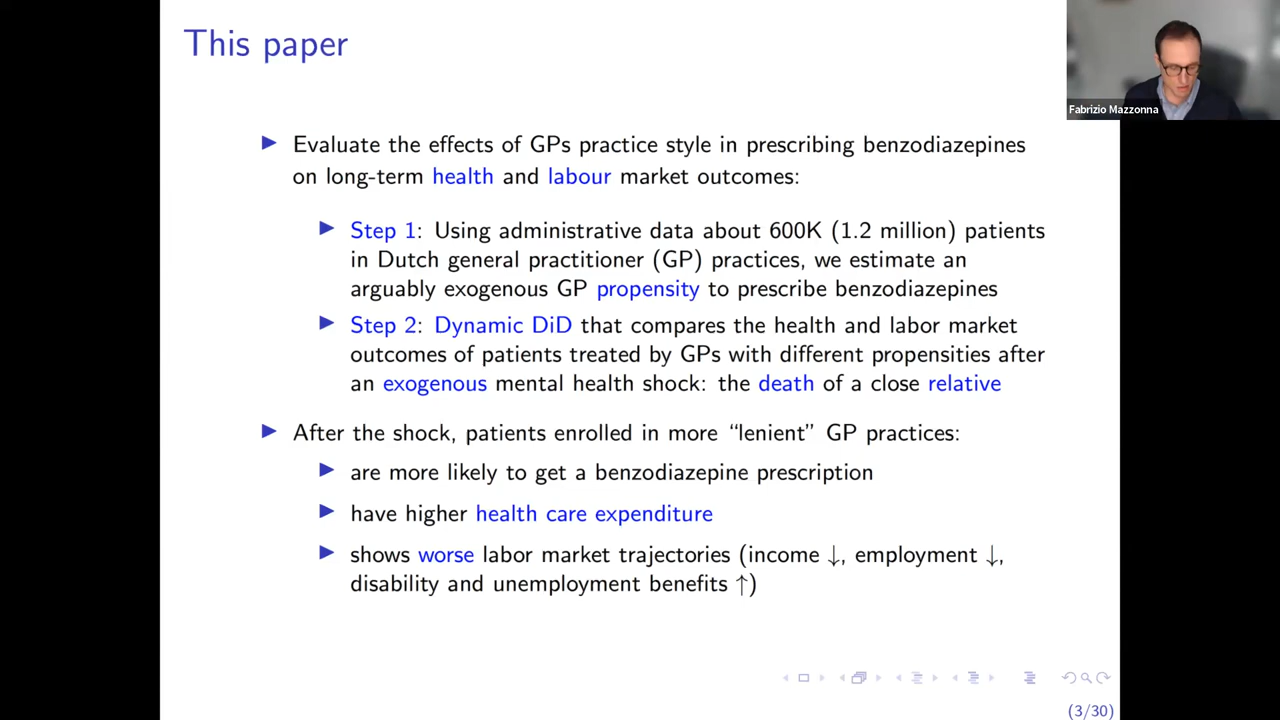 This paper
Fabrizio Mazzonna
▶ Evaluate the effects of GPs practice style in prescribing benzodiazepines
on long-term health and labour market outcomes:
▶ Step 1: Using administrative data about 600K (1.2 million) patients
in Dutch general practitioner (GP) practices, we estimate an
arguably exogenous GP propensity to prescribe benzodiazepines
▶ Step 2: Dynamic DiD that compares the health and labor market
outcomes of patients treated by GPs with different propensities after
an exogenous mental health shock: the death of a close relative
▶ After the shock, patients enrolled in more “lenient” GP practices:
▶ are more likely to get a benzodiazepine prescription
▶ have higher health care expenditure
▶ shows worse labor market trajectories (income ↓, employment ↓,
disability and unemployment benefits ↑)
(3/30)